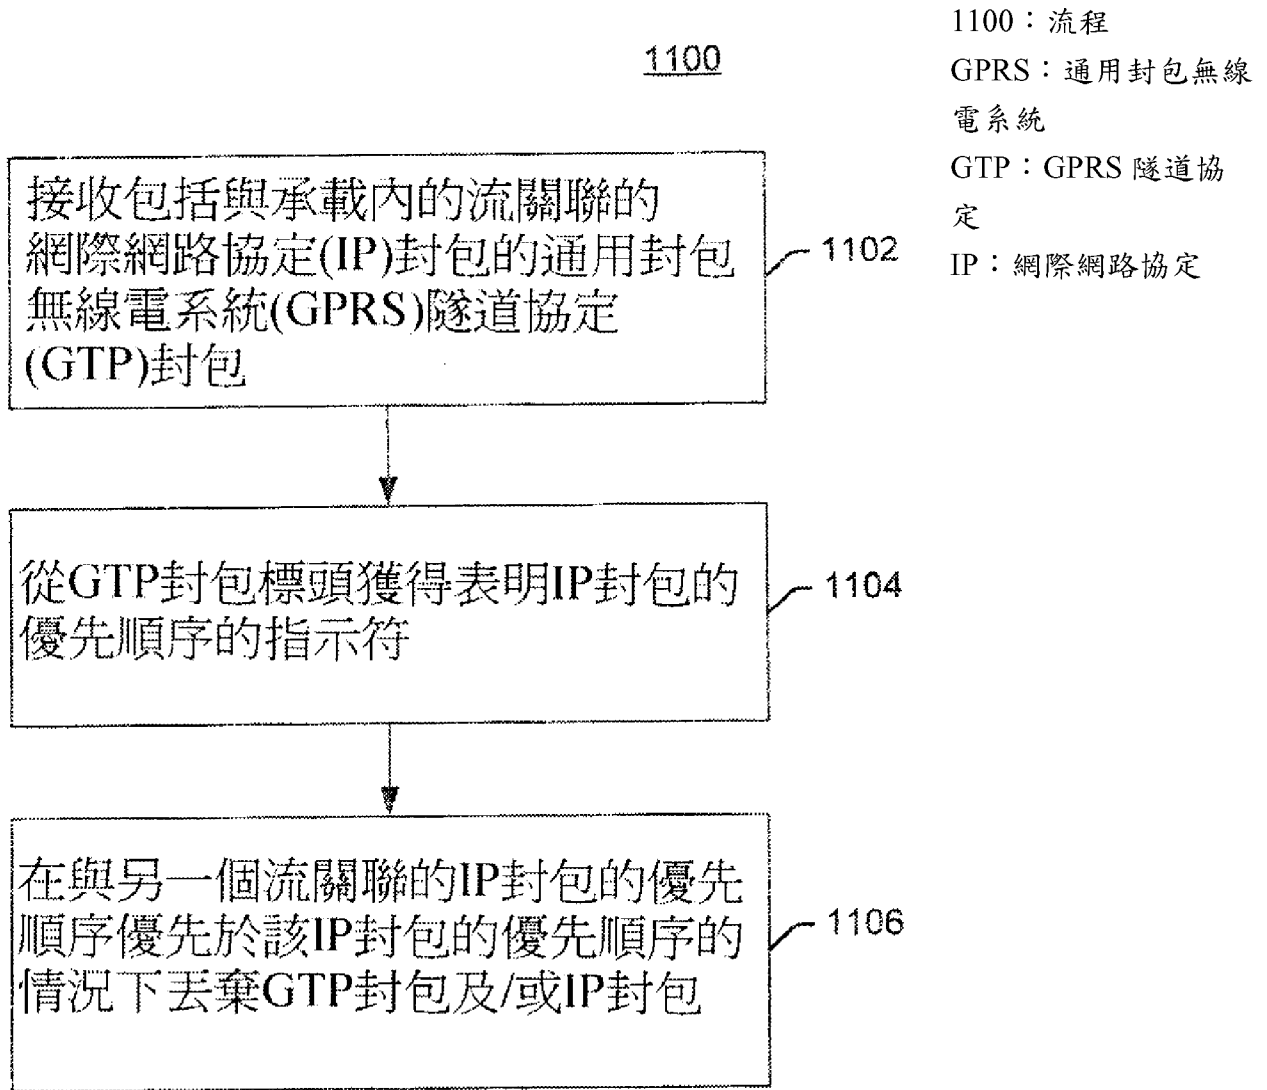 1100
接收包括與承載內的流關聯的
網際網路協定(IP)封包的通用封包
無線電系統(GPRS)隧道協定
(GTP)封包
1102
從GTP封包標頭獲得表明IP封包的
優先順序的指示符
1104
在與另一個流關聯的IP封包的優先
順序優先於該IP封包的優先順序的
情況下丟棄GTP封包及/或IP封包
1106
1100：流程
GPRS：通用封包無線
電系統
GTP：GPRS 隧道協
定
IP：網際網路協定